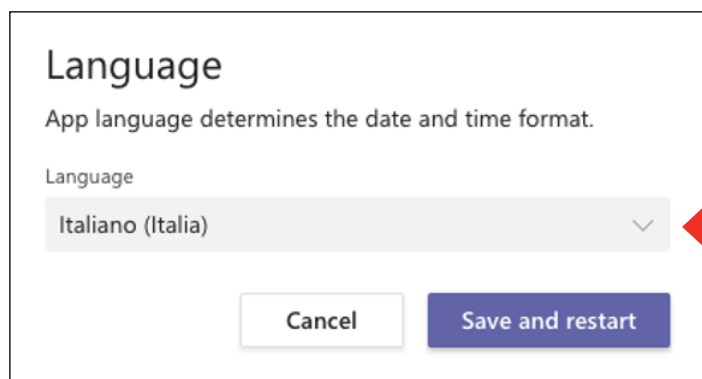 Language
App language determines the date and time format.
Language
Italiano (Italia)
Cancel Save and restart